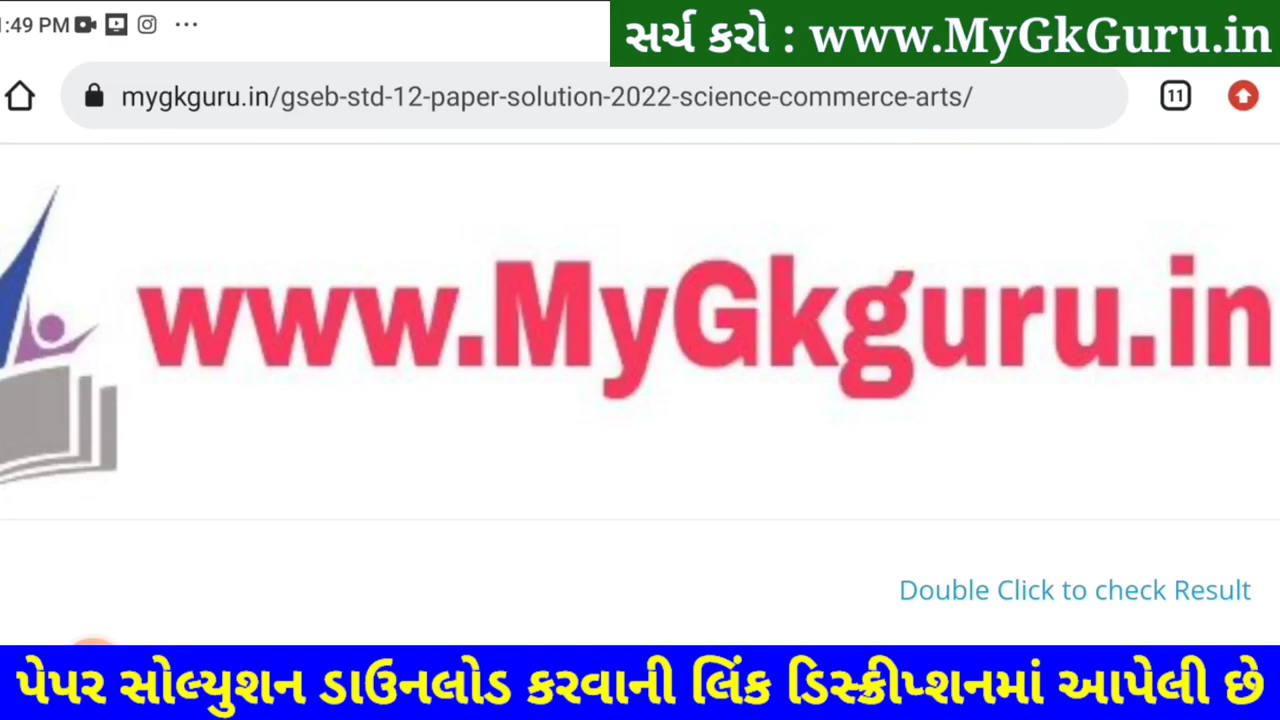 :49 PM ...
સર્ચ કરો : www.MyGkGuru.in
mygkguru.in/gseb-std-12-paper-solution-2022-science-commerce-arts/
11
www.MyGkguru.in
Double Click to check Result
પેપર સોલ્યુશન ડાઉનલોડ કરવાની લિંક ડિસ્ક્રીપ્શનમાં આપેલી છે